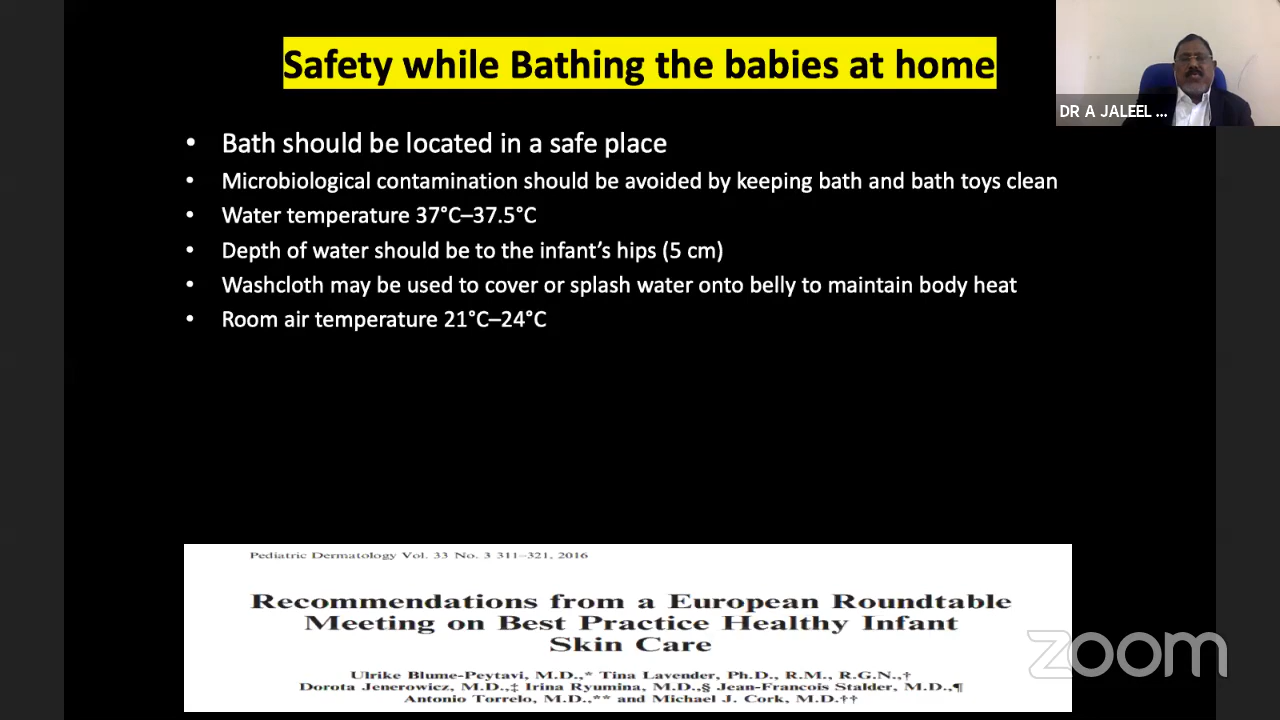 Safety while Bathing the babies at home
DR A JALEEL ...
• Bath should be located in a safe place
• Microbiological contamination should be avoided by keeping bath and bath toys clean
• Water temperature 37°C–37.5°C
• Depth of water should be to the infant's hips (5 cm)
• Washcloth may be used to cover or splash water onto belly to maintain body heat
• Room air temperature 21°C–24°C
Pediatric Dermatology Vol. 33 No. 3 311–321, 2016
Recommendations from a European Roundtable
Meeting on Best Practice Healthy Infant
Skin Care
Ulrike Blume-Peytavi, M.D.,* Tina Lavender, Ph.D., R.M., R.G.N.,†
Dorota Jenerowicz, M.D.,‡ Irina Ryumina, M.D.,§ Jean-Francois Stalder, M.D.,¶
Antonio Torrelo, M.D.,** and Michael J. Cork, M.D.††
zoom